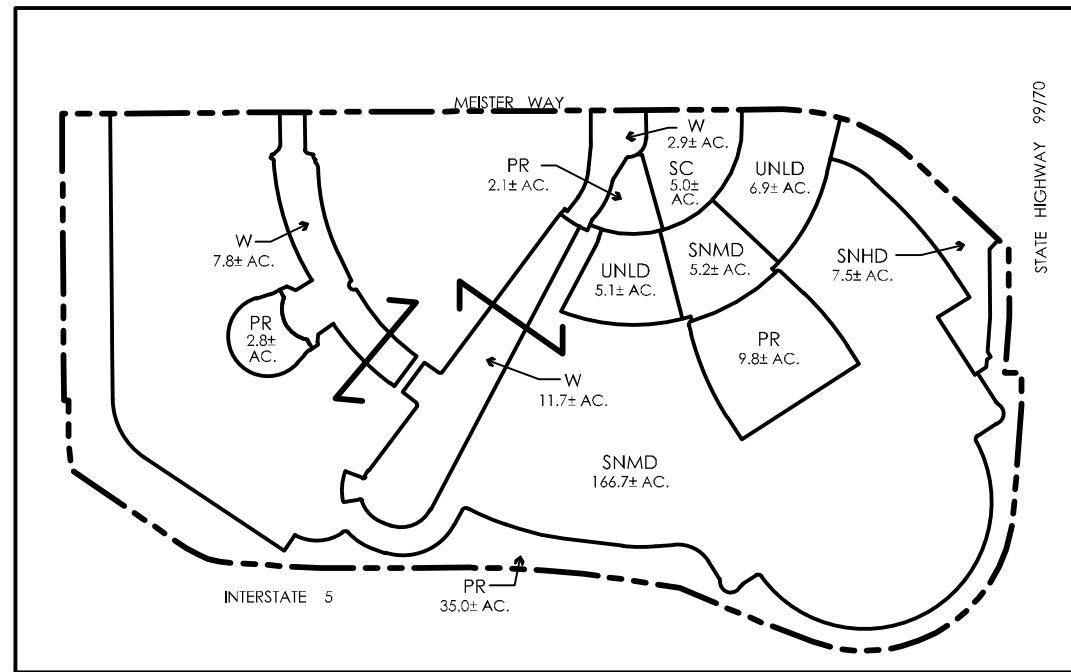 MEISTER WAY
STATE HIGHWAY 99/70
W
2.9± AC.
PR
2.1± AC.
SC
5.0±
AC.
UNLD
6.9± AC.
W
7.8± AC.
SNMD
5.2± AC.
SNHD
7.5± AC.
UNLD
5.1± AC.
PR
2.8±
AC.
PR
9.8± AC.
W
11.7± AC.
SNMD
166.7± AC.
PR
35.0± AC.
INTERSTATE 5